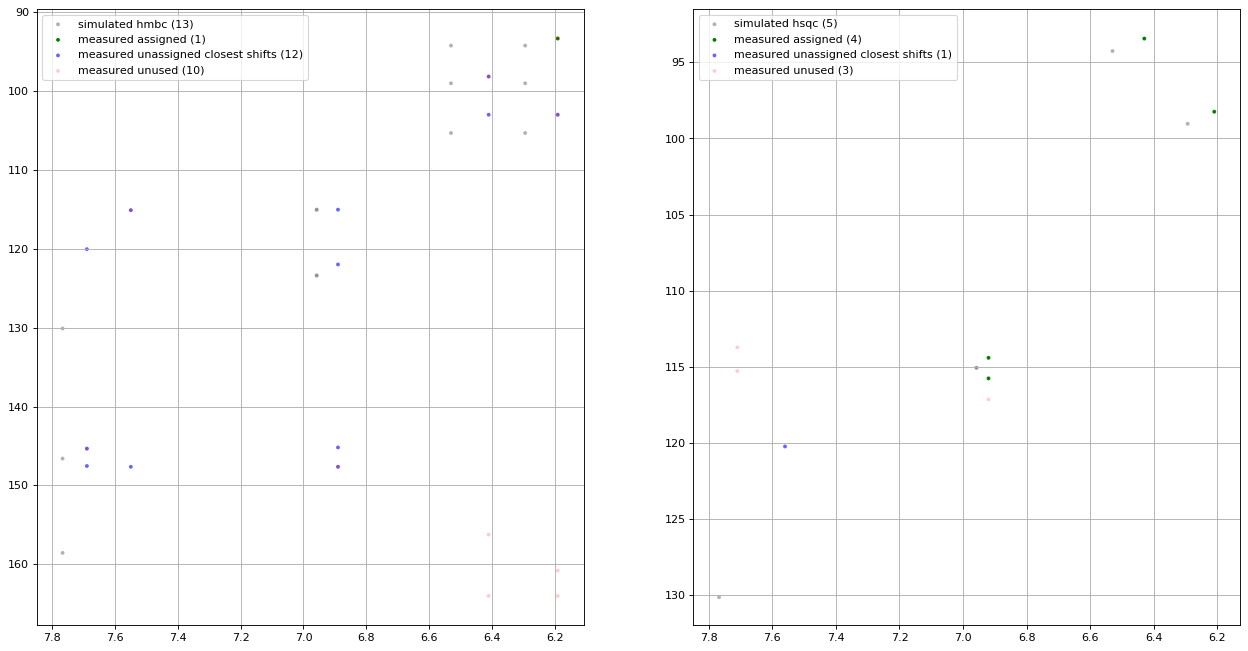 simulated hmbc (13)
measured assigned (1)
measured unassigned closest shifts (12)
measured unused (10)
90
100
110
120
130
140
150
160
7.8 7.6 7.4 7.2 7.0 6.8 6.6 6.4 6.2
simulated hsqc (5)
measured assigned (4)
measured unassigned closest shifts (1)
measured unused (3)
95
100
105
110
115
120
125
130
7.8 7.6 7.4 7.2 7.0 6.8 6.6 6.4 6.2